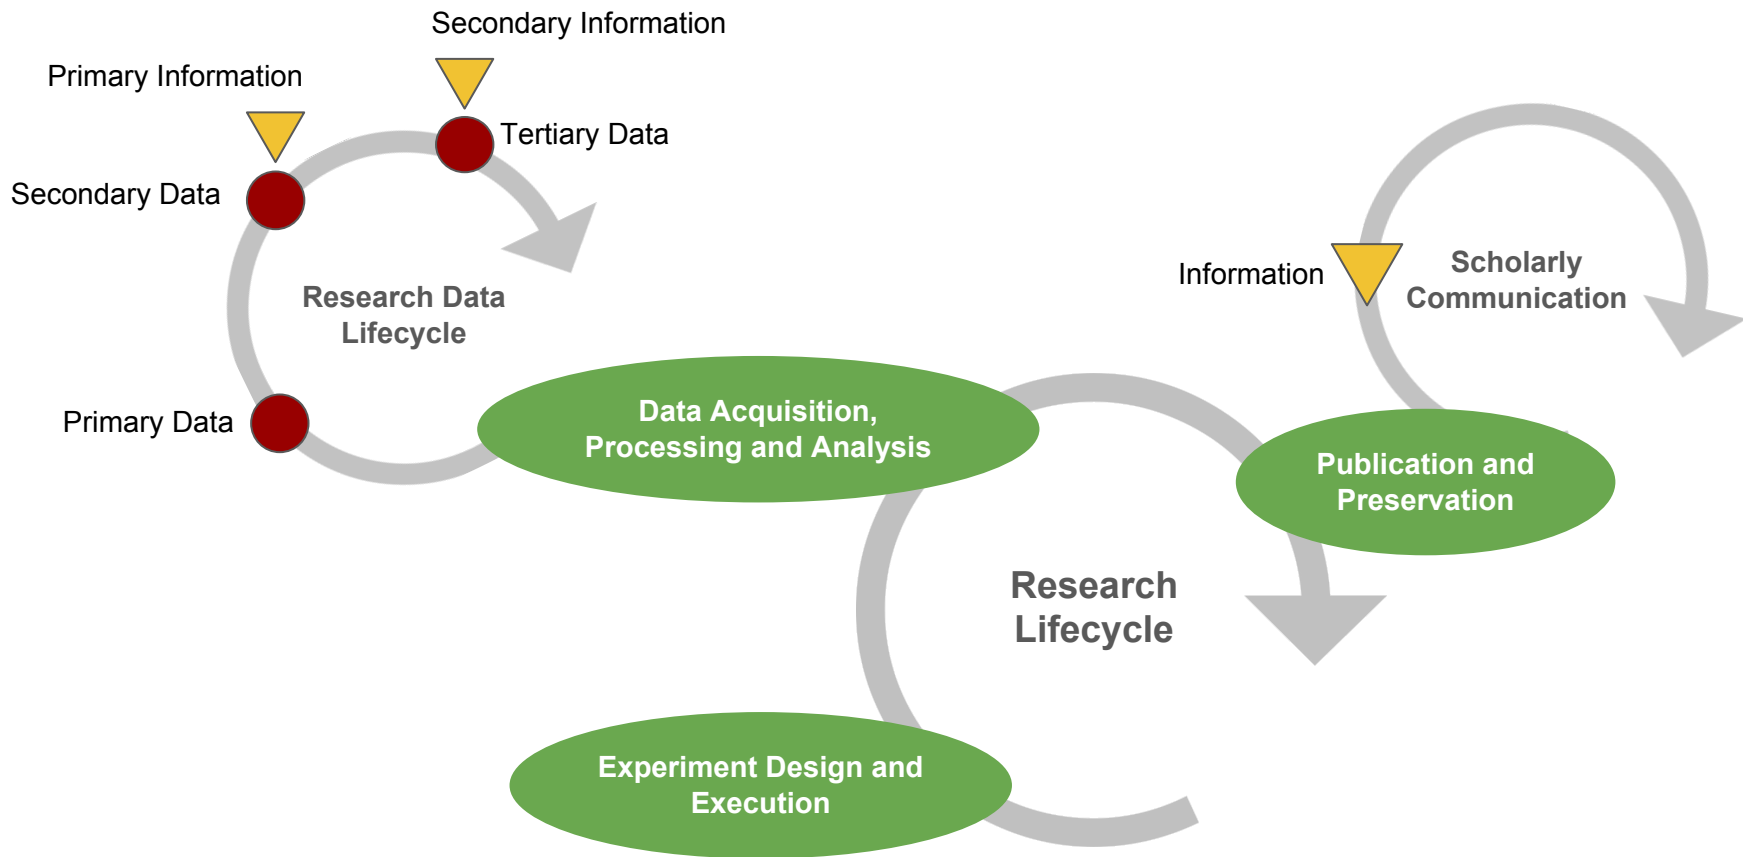 Secondary Information
Primary Information
Tertiary Data
Secondary Data
Research Data
Lifecycle
Primary Data
Information
Scholarly
Communication
Data Acquisition,
Processing and Analysis
Publication and
Preservation
Research
Lifecycle
Experiment Design and
Execution